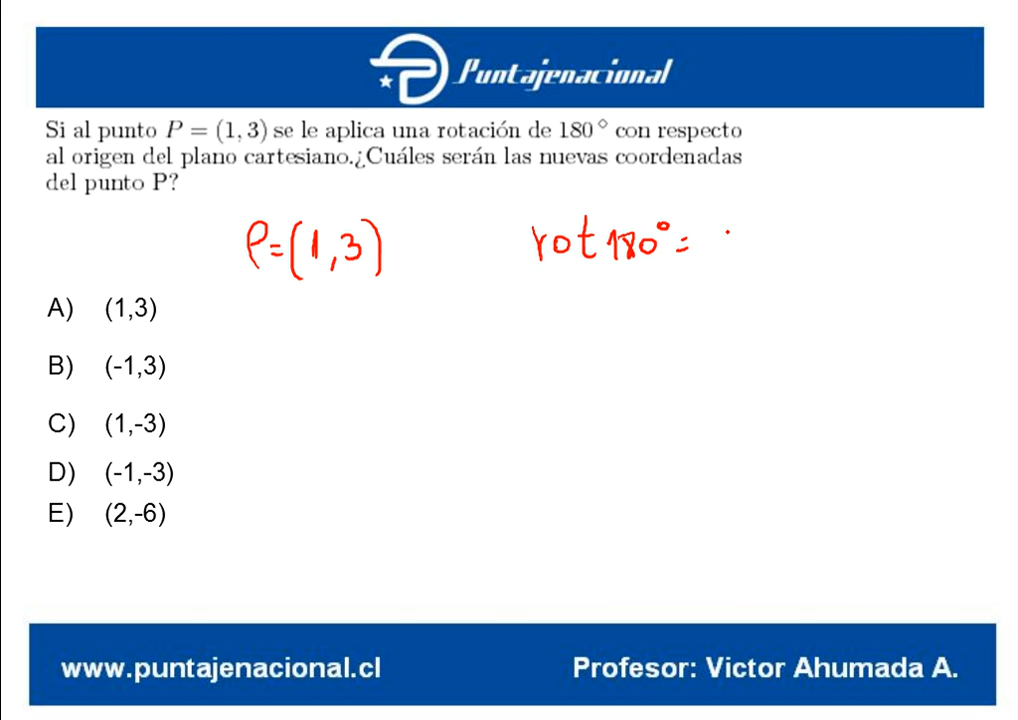 Puntajenacional
Si al punto P = (1, 3) se le aplica una rotación de 180° con respecto
al origen del plano cartesiano.¿Cuáles serán las nuevas coordenadas
del punto P?
P=(1,3) rot 180° =
A) (1,3)
B) (-1,3)
C) (1,-3)
D) (-1,-3)
E) (2,-6)
www.puntajenacional.cl Profesor: Victor Ahumada A.